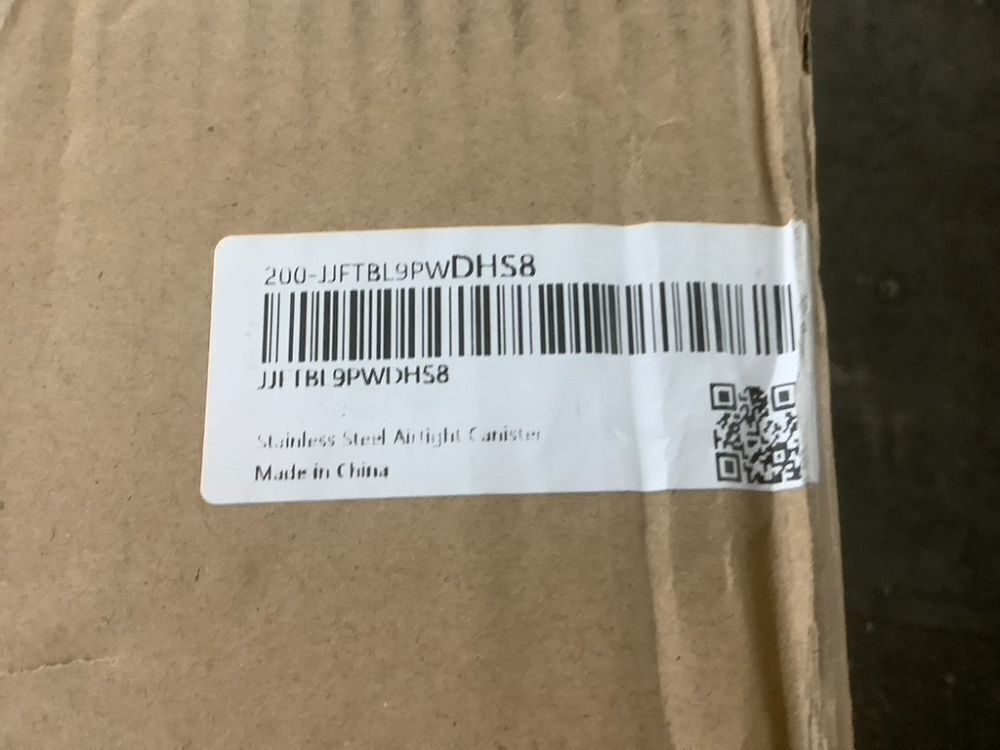 200-JJFTBL9PWDHS8
JJFTBL9PWDHS8
Stainless Steel Airtight Canister
Made in China